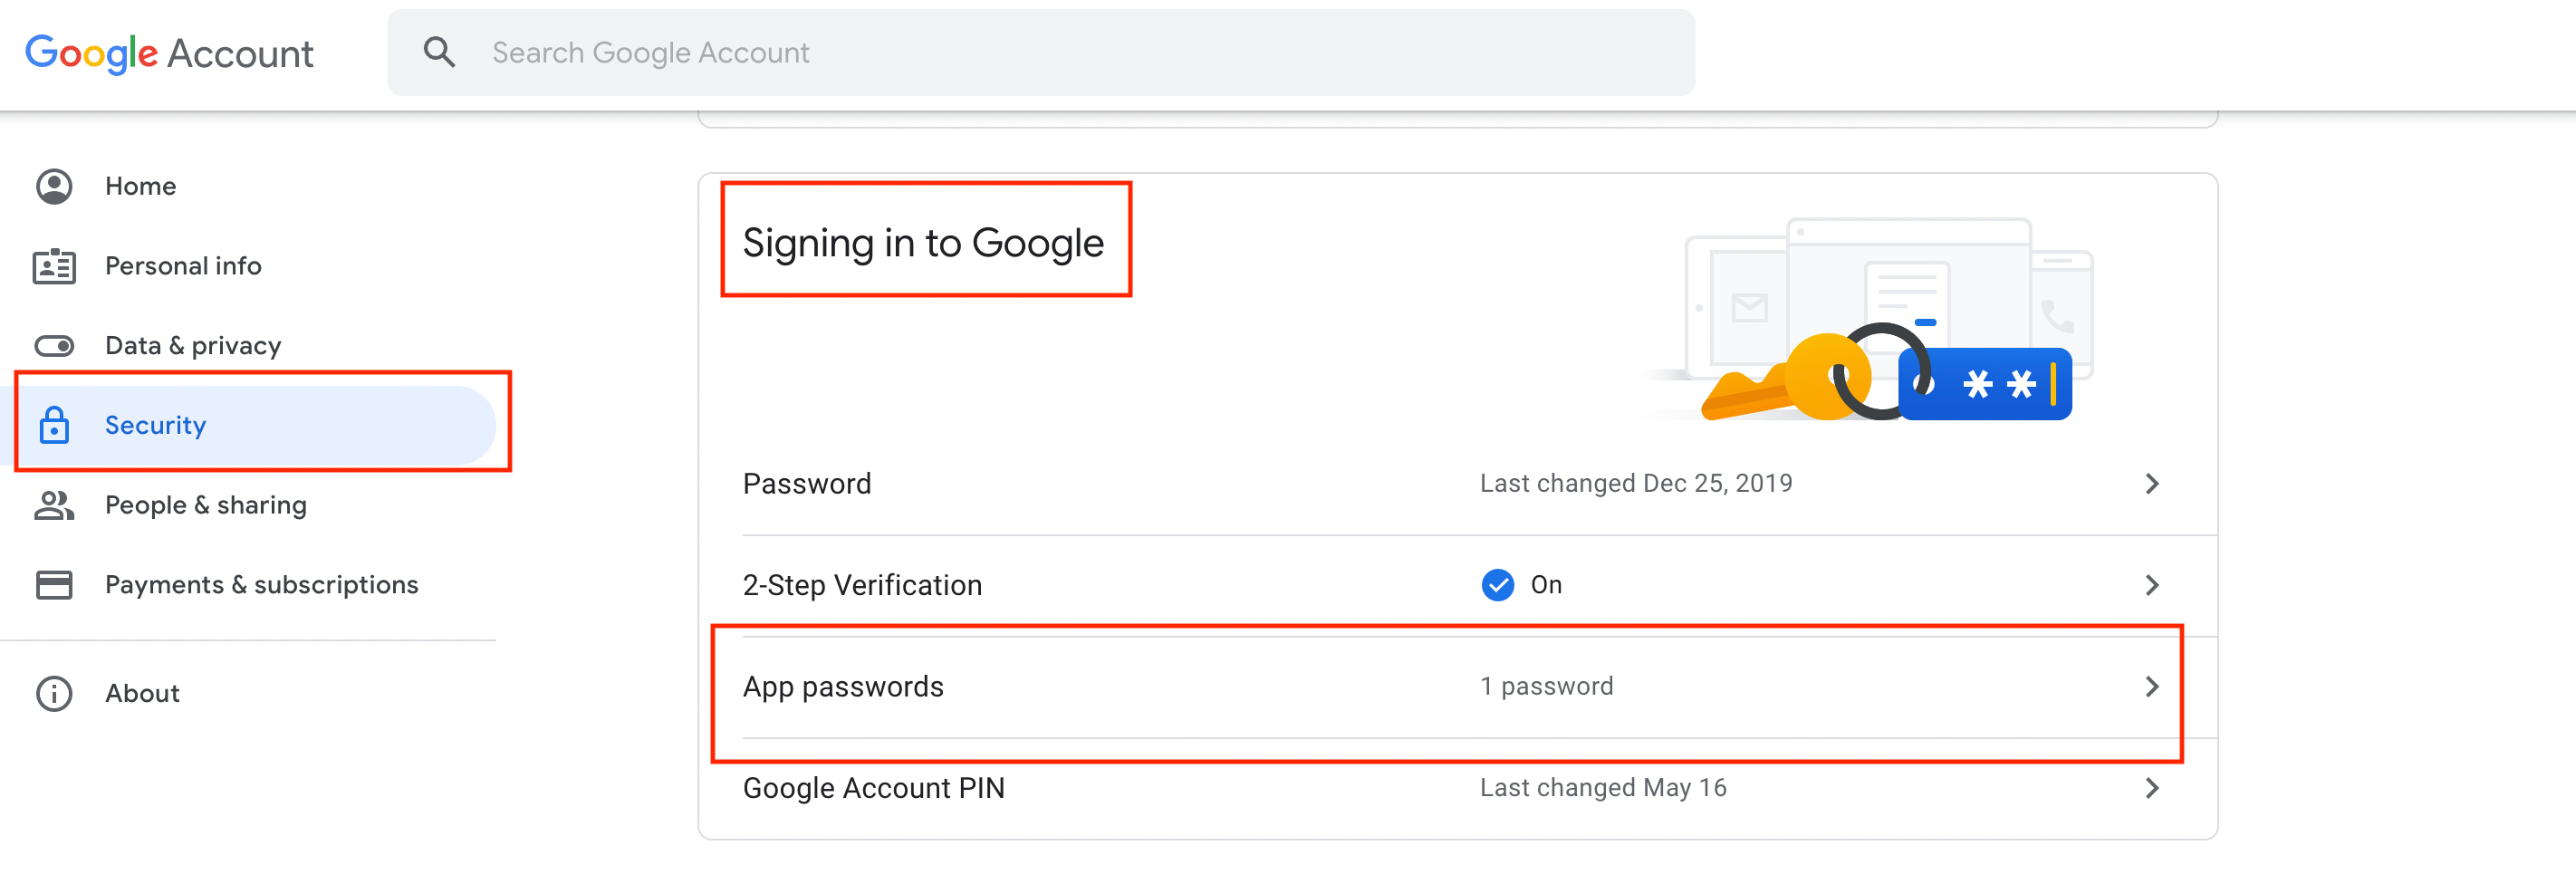 Google Account
Search Google Account
Home
Personal info
Data & privacy
Security
People & sharing
Payments & subscriptions
About
Signing in to Google
**
Password Last changed Dec 25, 2019
2-Step Verification On
App passwords 1 password
Google Account PIN Last changed May 16